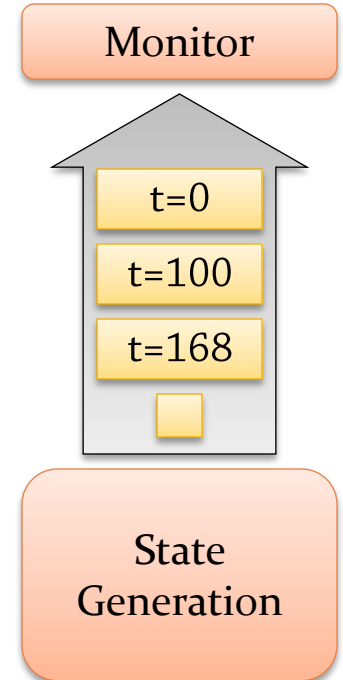 Monitor
t=0
t=100
t=168
State
Generation